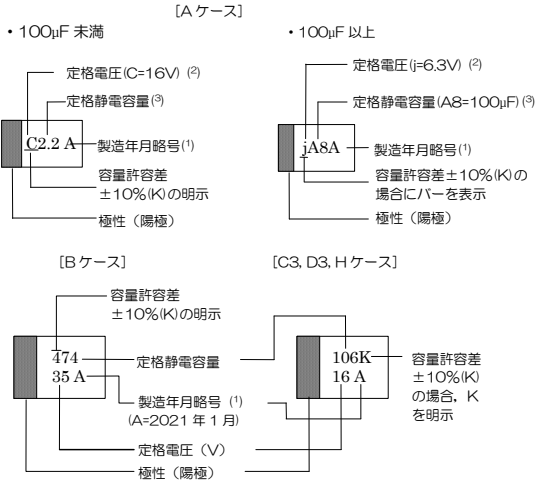 [A ケース]
・100μF 未満
定格電圧(C=16V) (2)
定格静電容量(3)
C2.2 A
製造年月略号(1)
容量許容差
±10%(K)の明示
極性（陽極）
・100μF 以上
定格電圧(j=6.3V) (2)
定格静電容量(A8=100μF)(3)
jA8A
製造年月略号(1)
容量許容差±10%(K)の
場合にバーを表示
極性（陽極）
[B ケース]
[C3, D3, H ケース]
容量許容差
±10%(K)の明示
474
35 A
定格静電容量
製造年月略号 (1)
(A=2021 年 1 月)
定格電圧（V）
極性（陽極）
106K
16 A
容量許容差
±10%(K)
の場合，K
を明示